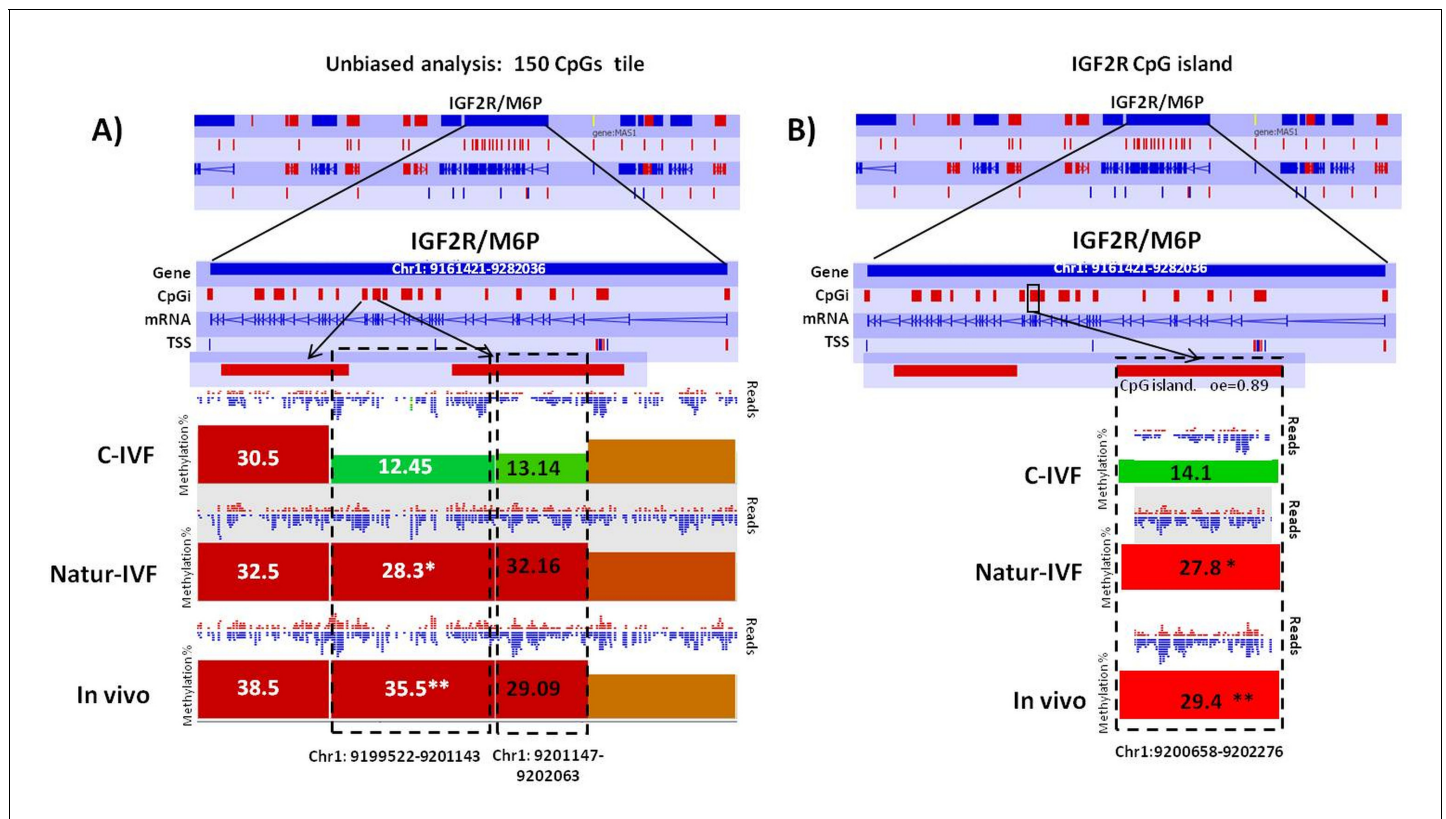 Unbiased analysis: 150 CpGs tile
A)
IGF2R/M6P
gene:MAS1
IGF2R/M6P
Gene
Chr1: 9161421-9282036
CpGi
mRNA
TSS
Reads
C-IVF
Methylation %
30.5
12.45
13.14
Reads
Natur-IVF
Methylation %
32.5
28.3*
32.16
Reads
In vivo
Methylation %
38.5
35.5**
29.09
Chr1: 9199522-9201143
Chr1: 9201147-
9202063
IGF2R CpG island
B)
IGF2R/M6P
gene:MAS1
IGF2R/M6P
Gene
Chr1: 9161421-9282036
CpGi
mRNA
TSS
CpG island. oe=0.89
Reads
C-IVF
Methylation %
14.1
Reads
Natur-IVF
Methylation %
27.8 *
Reads
In vivo
Methylation %
29.4 **
Chr1:9200658-9202276